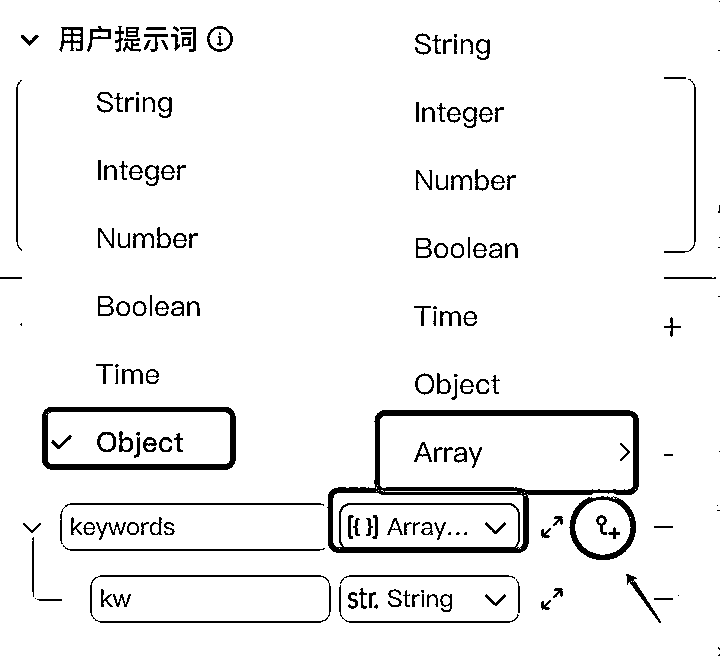 用户提示词
String
Integer
Number
Boolean
Time
Object
String
Integer
Number
Boolean
Time
Object
Array
keywords
[{ }] Array...
kw
str. String